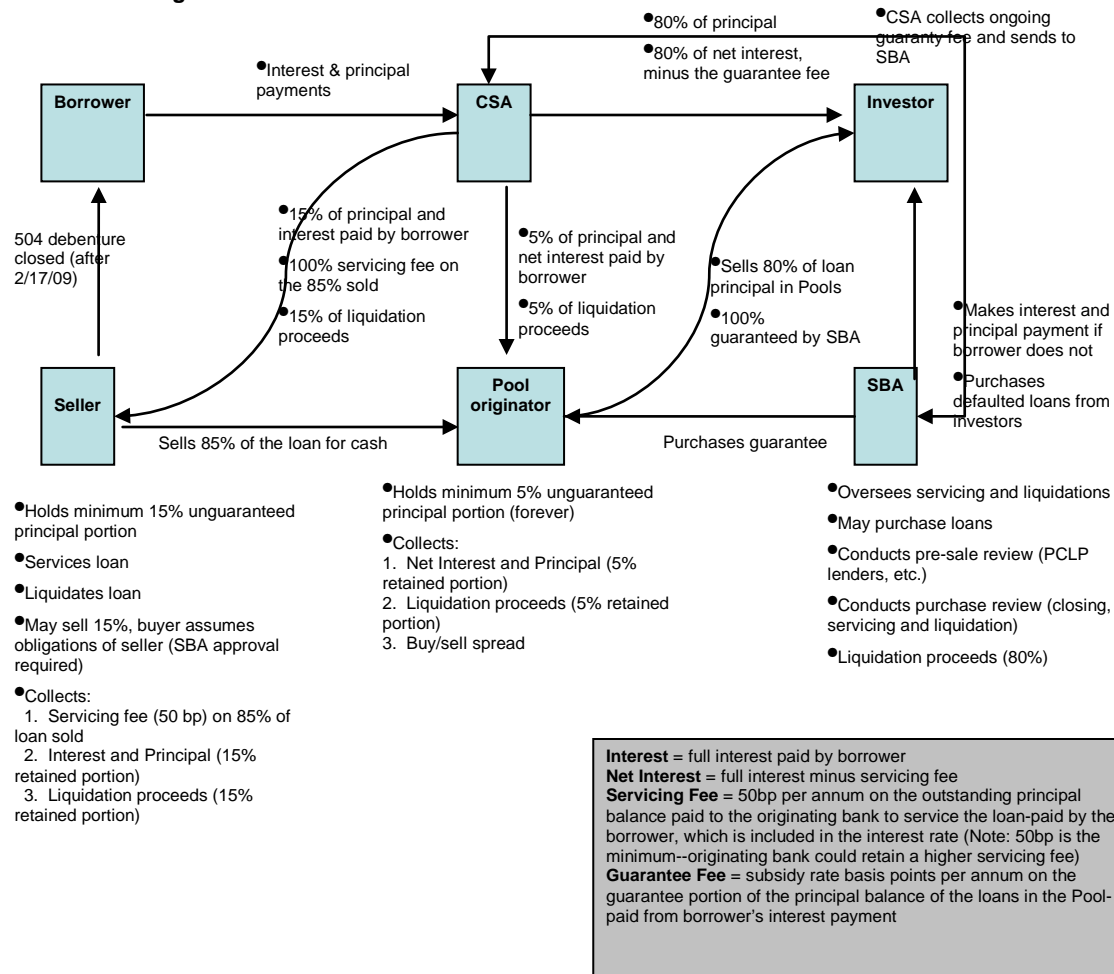 ●80% of principal
●80% of net interest,
minus the guarantee fee
●CSA collects ongoing
guaranty fee and sends to
SBA
●Interest & principal
payments
Borrower
CSA
Investor
504 debenture
closed (after
2/17/09)
●15% of principal and
interest paid by borrower
●100% servicing fee on
the 85% sold
●15% of liquidation
proceeds
●5% of principal and
net interest paid by
borrower
●5% of liquidation
proceeds
●Sells 80% of loan
principal in Pools
●100%
guaranteed by SBA
●Makes interest and
principal payment if
borrower does not
●Purchases
defaulted loans from
investors
Seller
Pool
originator
SBA
Sells 85% of the loan for cash
Purchases guarantee
●Holds minimum 15% unguaranteed
principal portion
●Services loan
●Liquidates loan
●May sell 15%, buyer assumes
obligations of seller (SBA approval
required)
●Collects:
1. Servicing fee (50 bp) on 85% of
loan sold
2. Interest and Principal (15%
retained portion)
3. Liquidation proceeds (15%
retained portion)
●Holds minimum 5% unguaranteed
principal portion (forever)
●Collects:
1. Net Interest and Principal (5%
retained portion)
2. Liquidation proceeds (5% retained
portion)
3. Buy/sell spread
●Oversees servicing and liquidations
●May purchase loans
●Conducts pre-sale review (PCLP
lenders, etc.)
●Conducts purchase review (closing,
servicing and liquidation)
●Liquidation proceeds (80%)
Interest = full interest paid by borrower
Net Interest = full interest minus servicing fee
Servicing Fee = 50bp per annum on the outstanding principal
balance paid to the originating bank to service the loan-paid by the
borrower, which is included in the interest rate (Note: 50bp is the
minimum--originating bank could retain a higher servicing fee)
Guarantee Fee = subsidy rate basis points per annum on the
guarantee portion of the principal balance of the loans in the Pool-
paid from borrower's interest payment